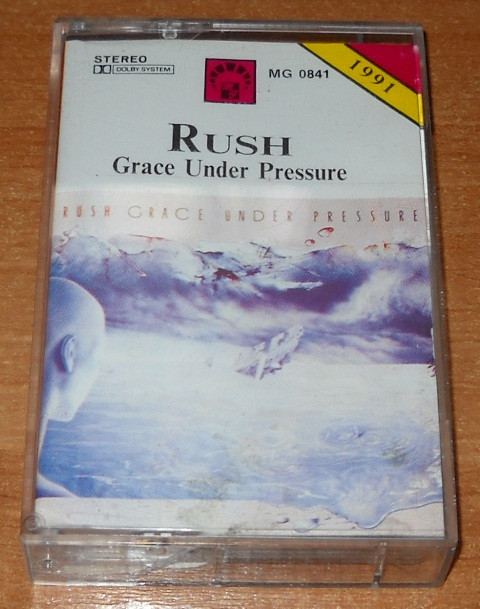 STEREO
DOLBY SYSTEM
MG 0841
1991
RUSH
Grace Under Pressure
RUSH GRACE UNDER PRESSURE